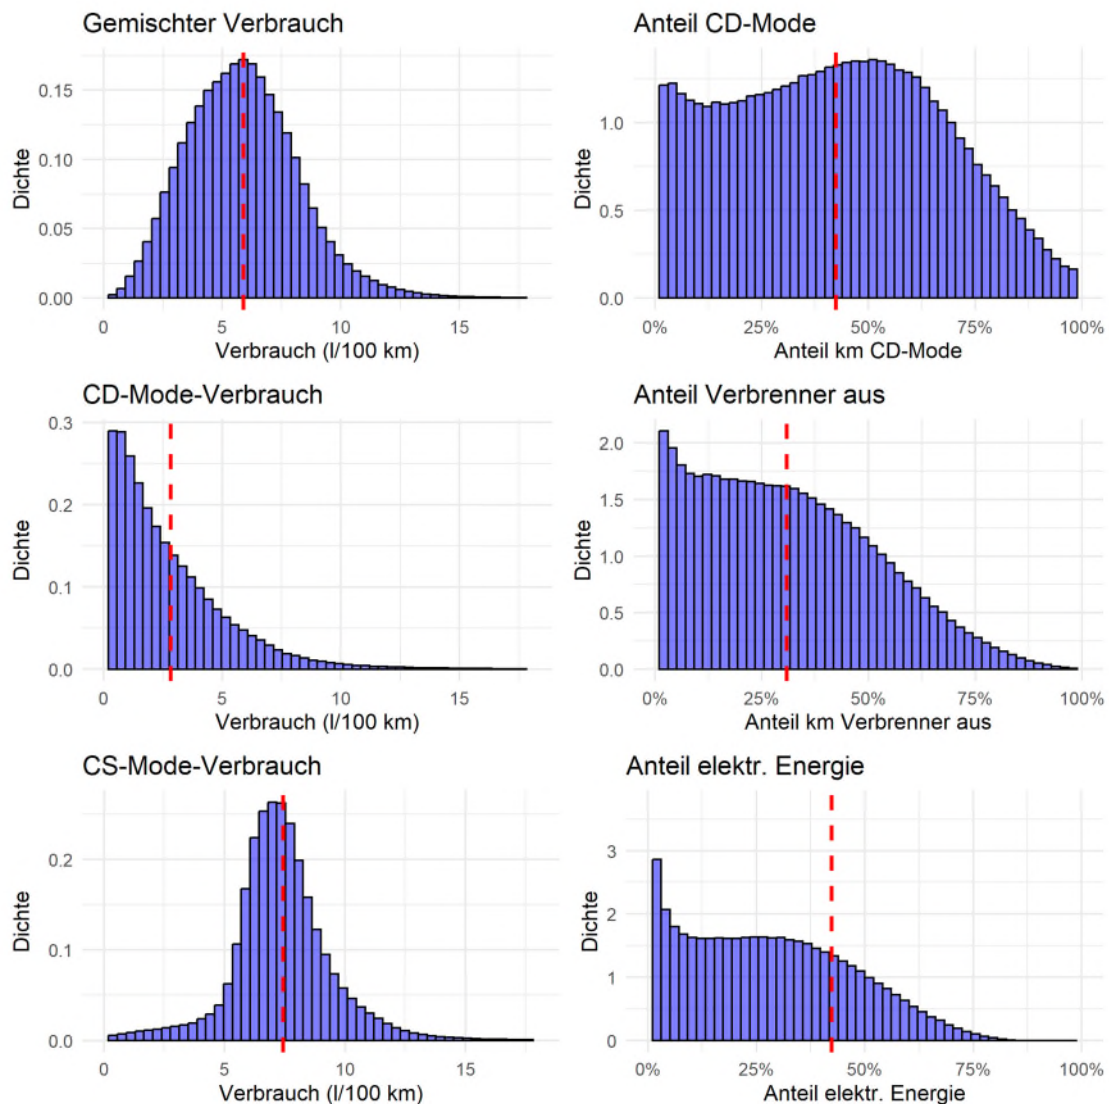 Gemischter Verbrauch
Dichte
0.15
0.10
0.05
0.00
0 5 10 15
Verbrauch (l/100 km)
Anteil CD-Mode
Dichte
1.0
0.5
0.0
0% 25% 50% 75% 100%
Anteil km CD-Mode
CD-Mode-Verbrauch
Dichte
0.3
0.2
0.1
0.0
0 5 10 15
Verbrauch (l/100 km)
Anteil Verbrenner aus
Dichte
2.0
1.5
1.0
0.5
0.0
0% 25% 50% 75% 100%
Anteil km Verbrenner aus
CS-Mode-Verbrauch
Dichte
0.2
0.1
0.0
0 5 10 15
Verbrauch (l/100 km)
Anteil elektr. Energie
Dichte
3
2
1
0
0% 25% 50% 75% 100%
Anteil elektr. Energie